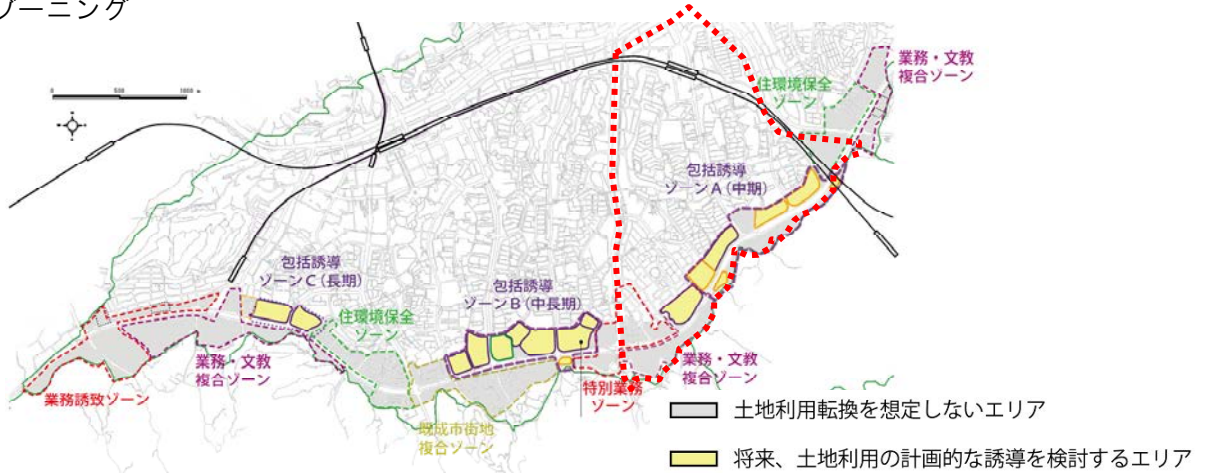 ゾーニング
0 500 1000 m
業務・文教
複合ゾーン
住環境保全
ゾーン
包括誘導
ゾーンA(中期)
包括誘導
ゾーンC(長期)
包括誘導
ゾーンB(中長期)
住環境保全
ゾーン
業務・文教
複合ゾーン
業務・文教
複合ゾーン
業務誘致ゾーン
特別業務
ゾーン
既成市街地
複合ゾーン
土地利用転換を想定しないエリア
将来、土地利用の計画的な誘導を検討するエリア